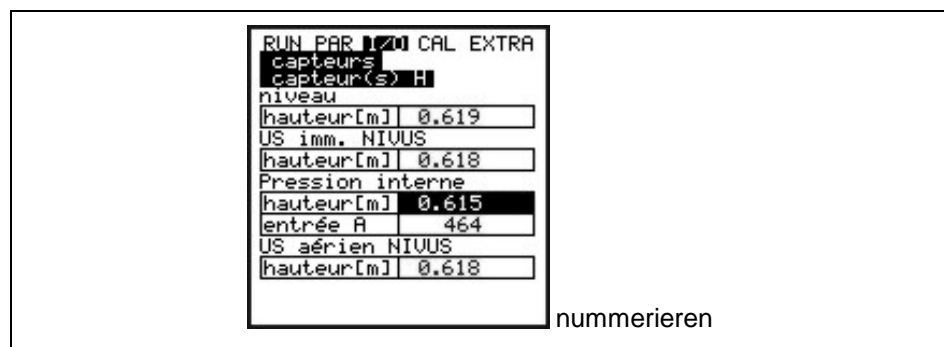 RUN PAR I/O CAL EXTRA
capteurs
capteur(s) H
niveau
hauteur[m] 0.619
US imm. NIVUS
hauteur[m] 0.618
Pression interne
hauteur[m] 0.615
entrée A 464
US aérien NIVUS
hauteur[m] 0.618
nummerieren